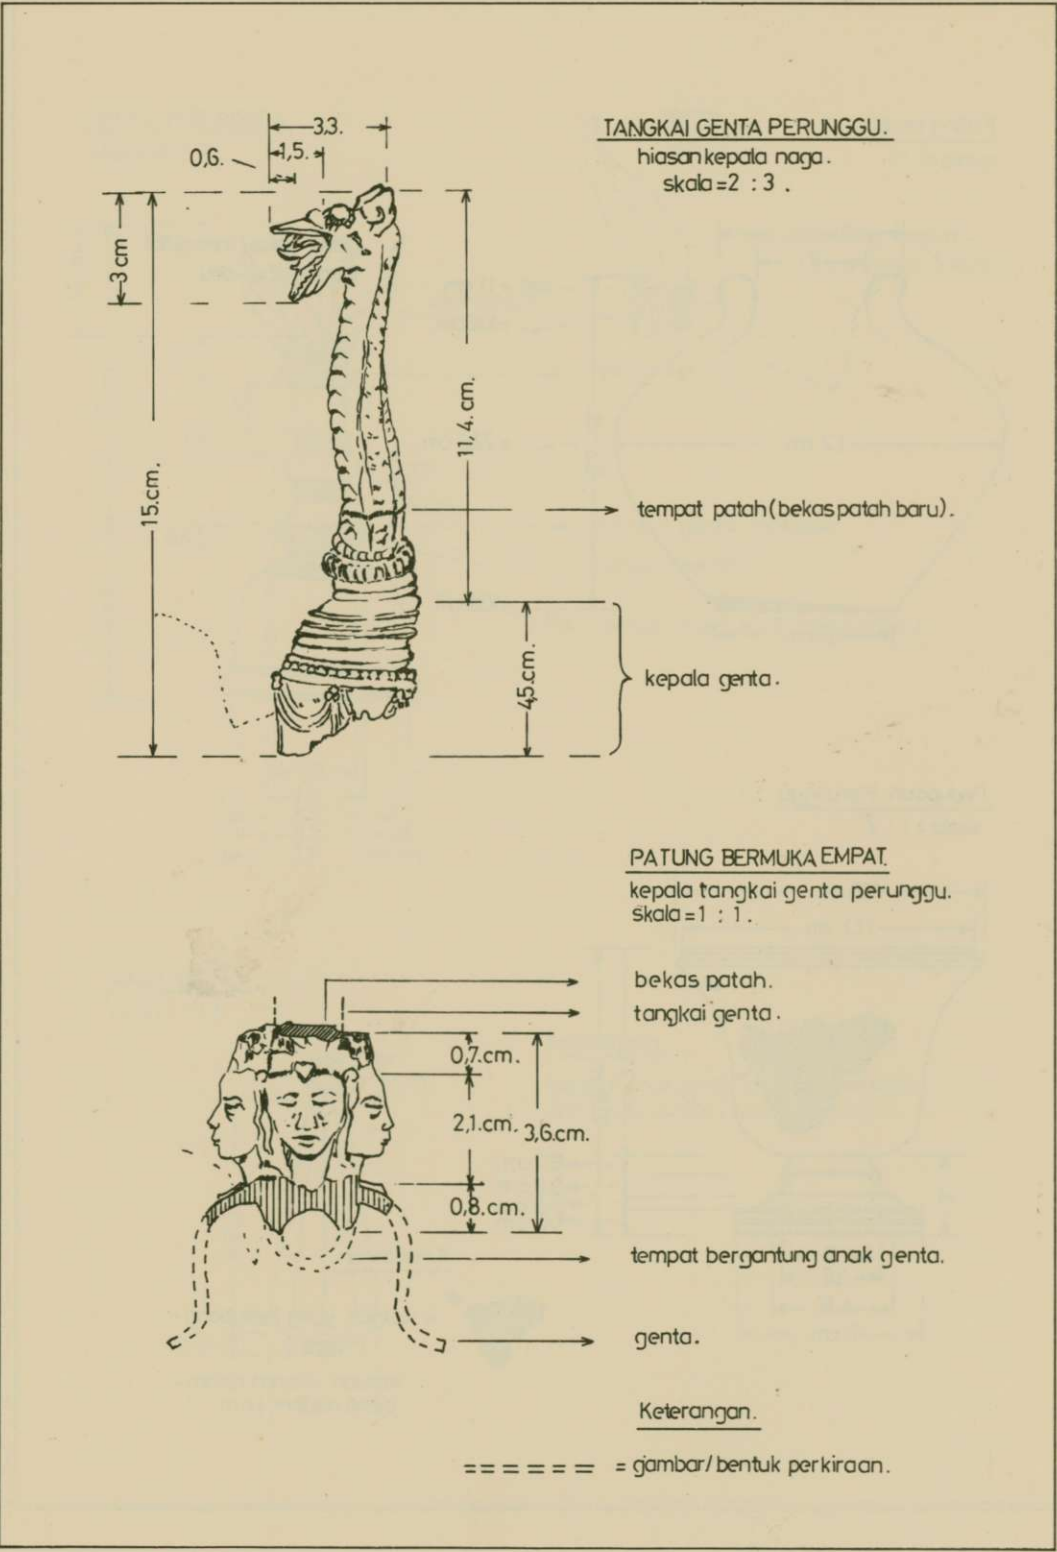 TANGKAI GENTA PERUNGGU.
hiasan kepala naga.
skala = 2 : 3 .
3,3.
1,5.
0,6.
3 cm
15.cm.
11,4. cm.
tempat patah (bekas patah baru).
4,5.cm.
kepala genta.
PATUNG BERMUKA EMPAT.
kepala tangkai genta perunggu.
skala = 1 : 1 .
bekas patah.
tangkai genta.
0,7.cm.
2,1.cm.
3,6.cm.
0,8.cm.
tempat bergantung anak genta.
genta.
Keterangan.
====== = gambar/bentuk perkiraan.